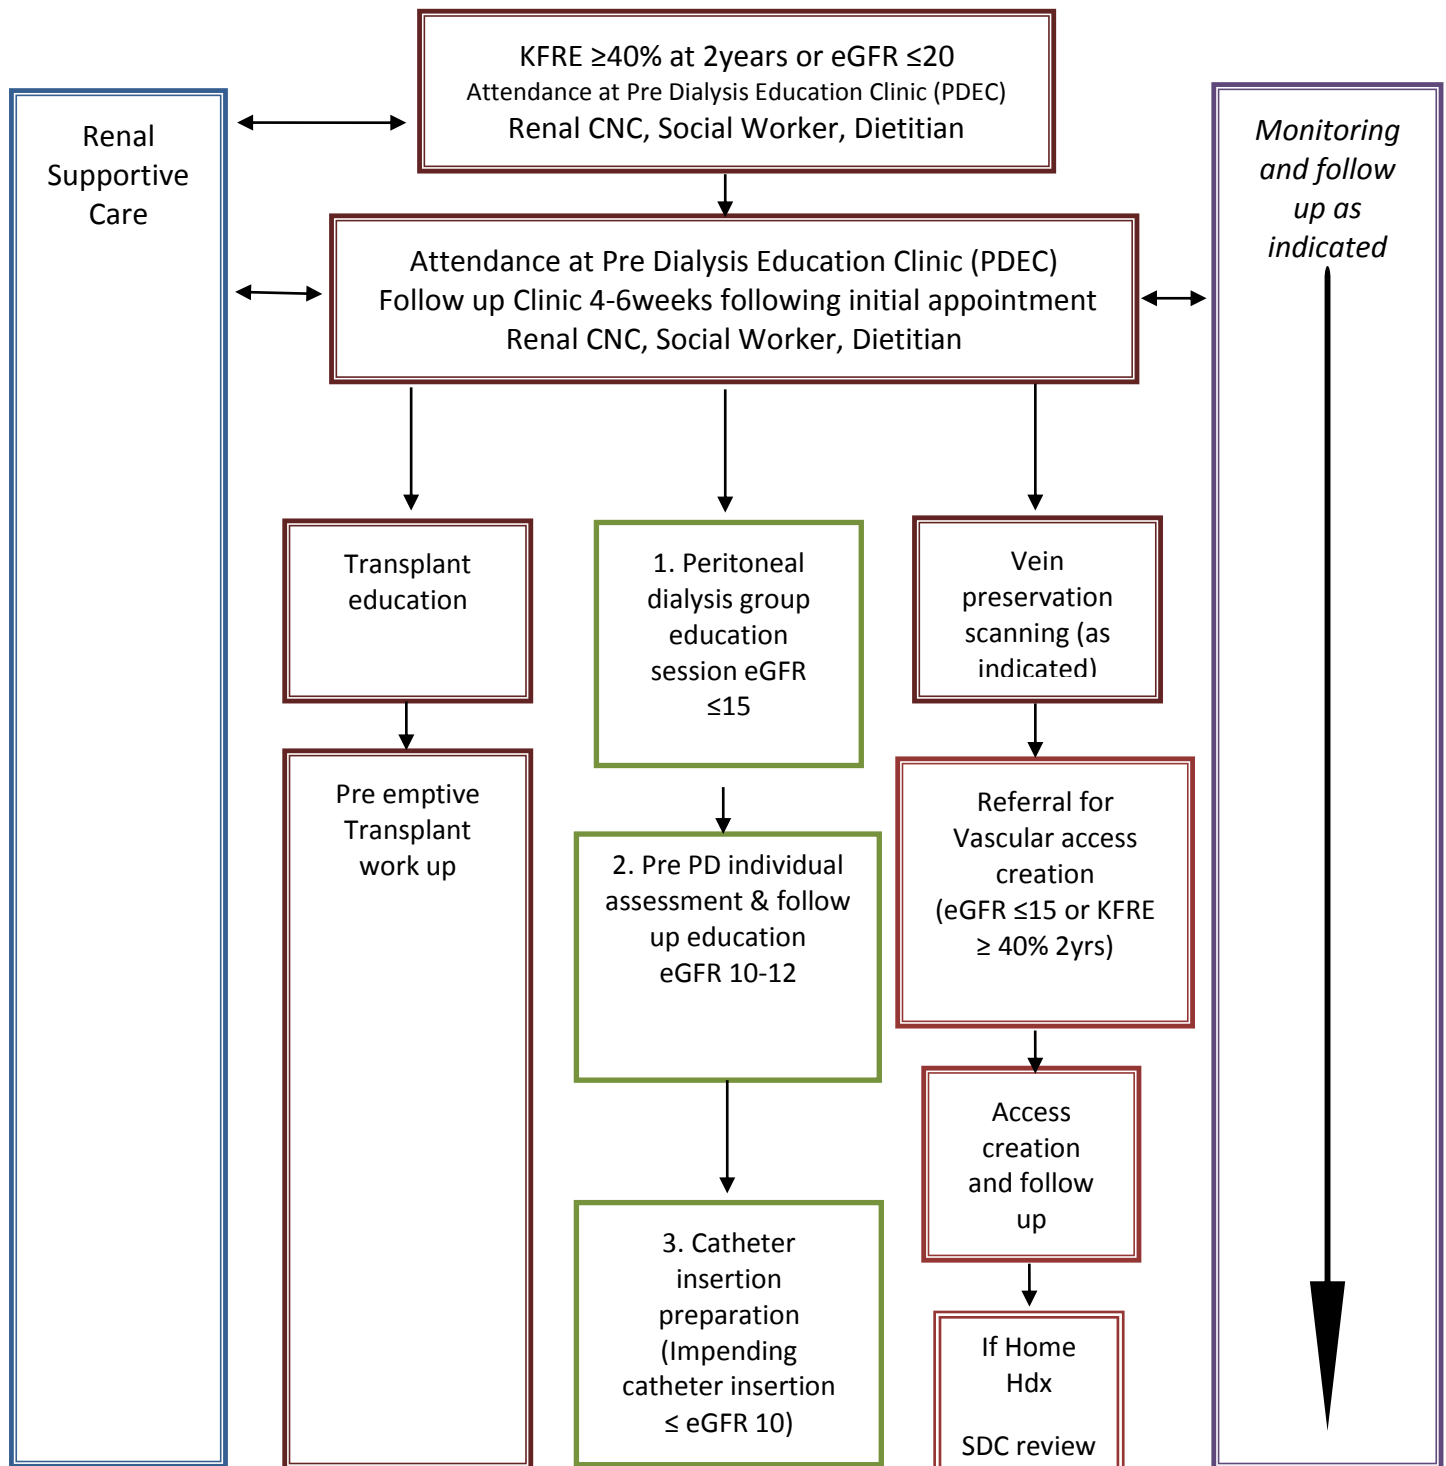 KFRE ≥40% at 2years or eGFR ≤20
Attendance at Pre Dialysis Education Clinic (PDEC)
Renal CNC, Social Worker, Dietitian
Renal
Supportive
Care
Monitoring
and follow
up as
indicated
Attendance at Pre Dialysis Education Clinic (PDEC)
Follow up Clinic 4-6weeks following initial appointment
Renal CNC, Social Worker, Dietitian
Transplant
education
Pre emptive
Transplant
work up
1. Peritoneal
dialysis group
education
session eGFR
≤15
2. Pre PD individual
assessment & follow
up education
eGFR 10-12
3. Catheter
insertion
preparation
(Impending
catheter insertion
≤ eGFR 10)
Vein
preservation
scanning (as
indicated)
Referral for
Vascular access
creation
(eGFR ≤15 or KFRE
≥ 40% 2yrs)
Access
creation
and follow
up
If Home
Hdx
SDC review